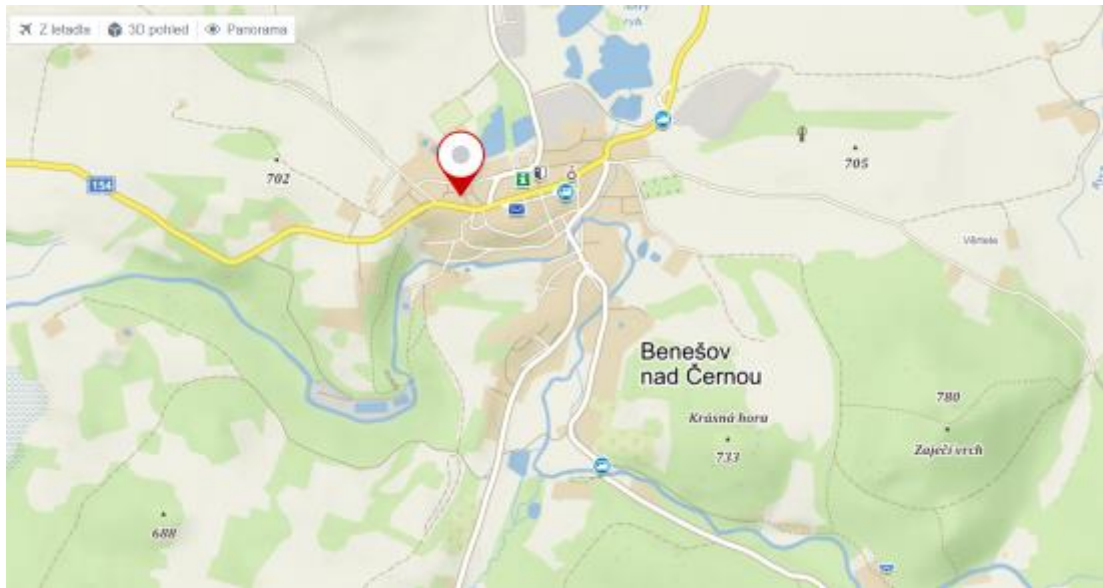 Z letadla
3D pohled
Panorama
702
154
705
Benešov
nad Černou
Krásná hora
733
780
Zaječí vrch
688